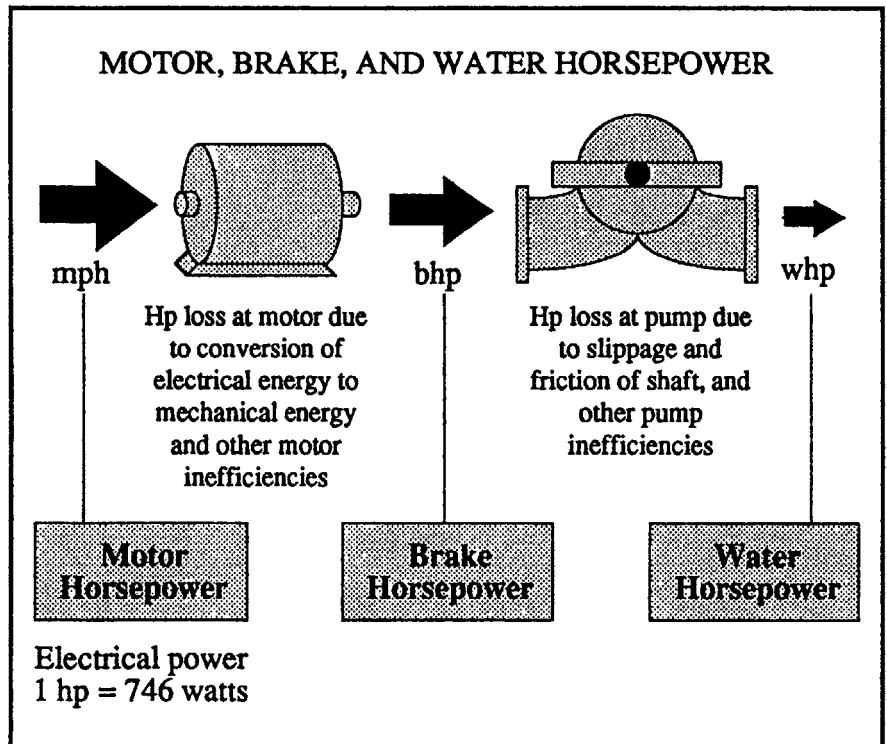 MOTOR, BRAKE, AND WATER HORSEPOWER
mph
bhp
whp
Hp loss at motor due
to conversion of
electrical energy to
mechanical energy
and other motor
inefficiencies
Hp loss at pump due
to slippage and
friction of shaft, and
other pump
inefficiencies
Motor
Horsepower
Brake
Horsepower
Water
Horsepower
Electrical power
1 hp = 746 watts